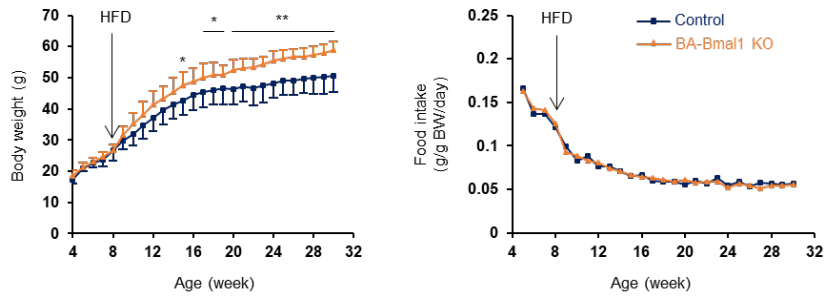 HFD
* *
**
Body weight (g)
70
60
50
40
30
20
10
0
4 8 12 16 20 24 28 32
Age (week)
HFD
Control
BA-Bmal1 KO
Food intake
(g/g BW/day)
0.25
0.2
0.15
0.1
0.05
0
4 8 12 16 20 24 28 32
Age (week)